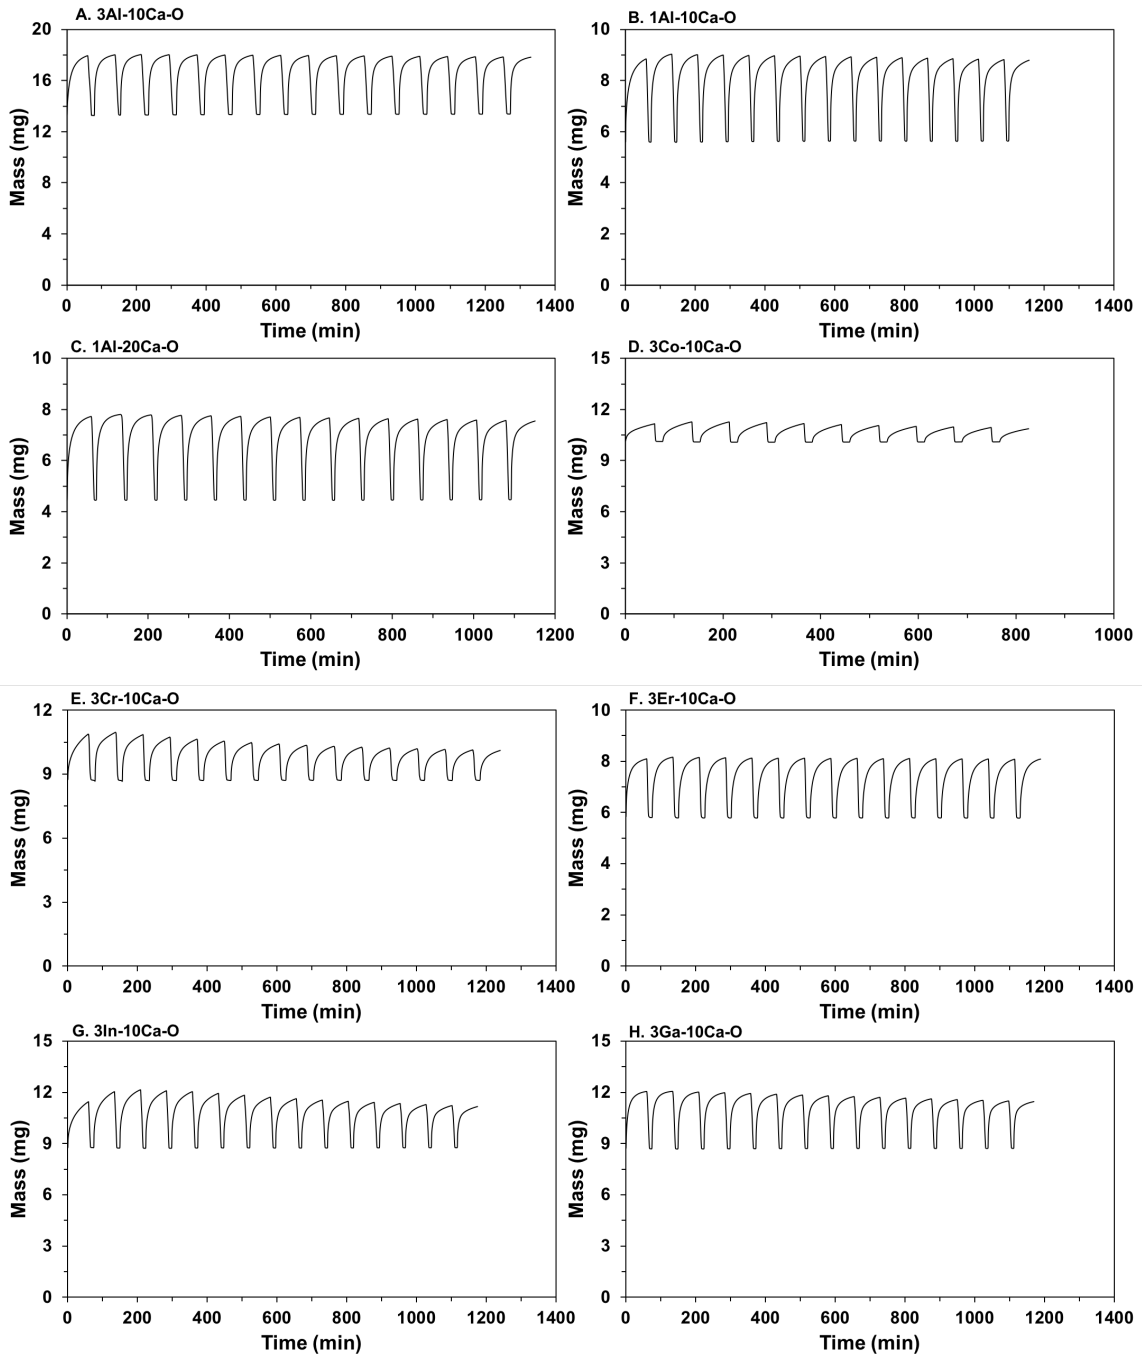 A. 3Al-10Ca-O
20
16
12
8
4
0
Mass (mg)
0 200 400 600 800 1000 1200 1400
Time (min)
B. 1Al-10Ca-O
10
8
6
4
2
0
Mass (mg)
0 200 400 600 800 1000 1200 1400
Time (min)
C. 1Al-20Ca-O
10
8
6
4
2
0
Mass (mg)
0 200 400 600 800 1000 1200
Time (min)
D. 3Co-10Ca-O
15
12
9
6
3
0
Mass (mg)
0 200 400 600 800 1000
Time (min)
E. 3Cr-10Ca-O
12
9
6
3
0
Mass (mg)
0 200 400 600 800 1000 1200 1400
Time (min)
F. 3Er-10Ca-O
10
8
6
4
2
0
Mass (mg)
0 200 400 600 800 1000 1200 1400
Time (min)
G. 3In-10Ca-O
15
12
9
6
3
0
Mass (mg)
0 200 400 600 800 1000 1200 1400
Time (min)
H. 3Ga-10Ca-O
15
12
9
6
3
0
Mass (mg)
0 200 400 600 800 1000 1200 1400
Time (min)